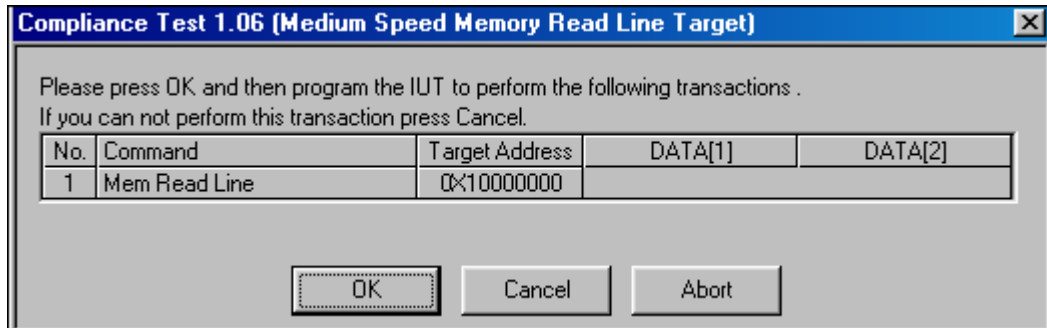 Compliance Test 1.06 (Medium Speed Memory Read Line Target)
Please press OK and then program the IUT to perform the following transactions .
If you can not perform this transaction press Cancel.
No. Command Target Address DATA[1] DATA[2]
1 Mem Read Line 0X10000000
OK Cancel Abort